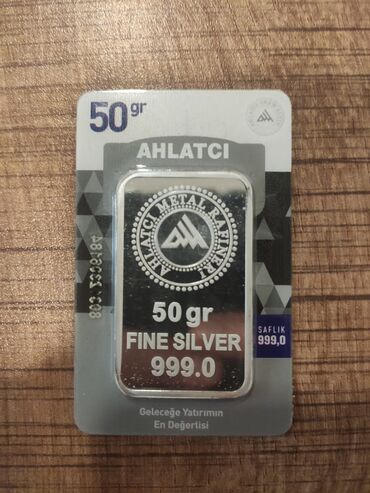 50gr
AHLATCI
AHLATCI METAL RAFİNERİ
50 gr
FINE SILVER
999.0
SAFLIK
999,0
Geleceğe Yatırımın
En Değerlisi